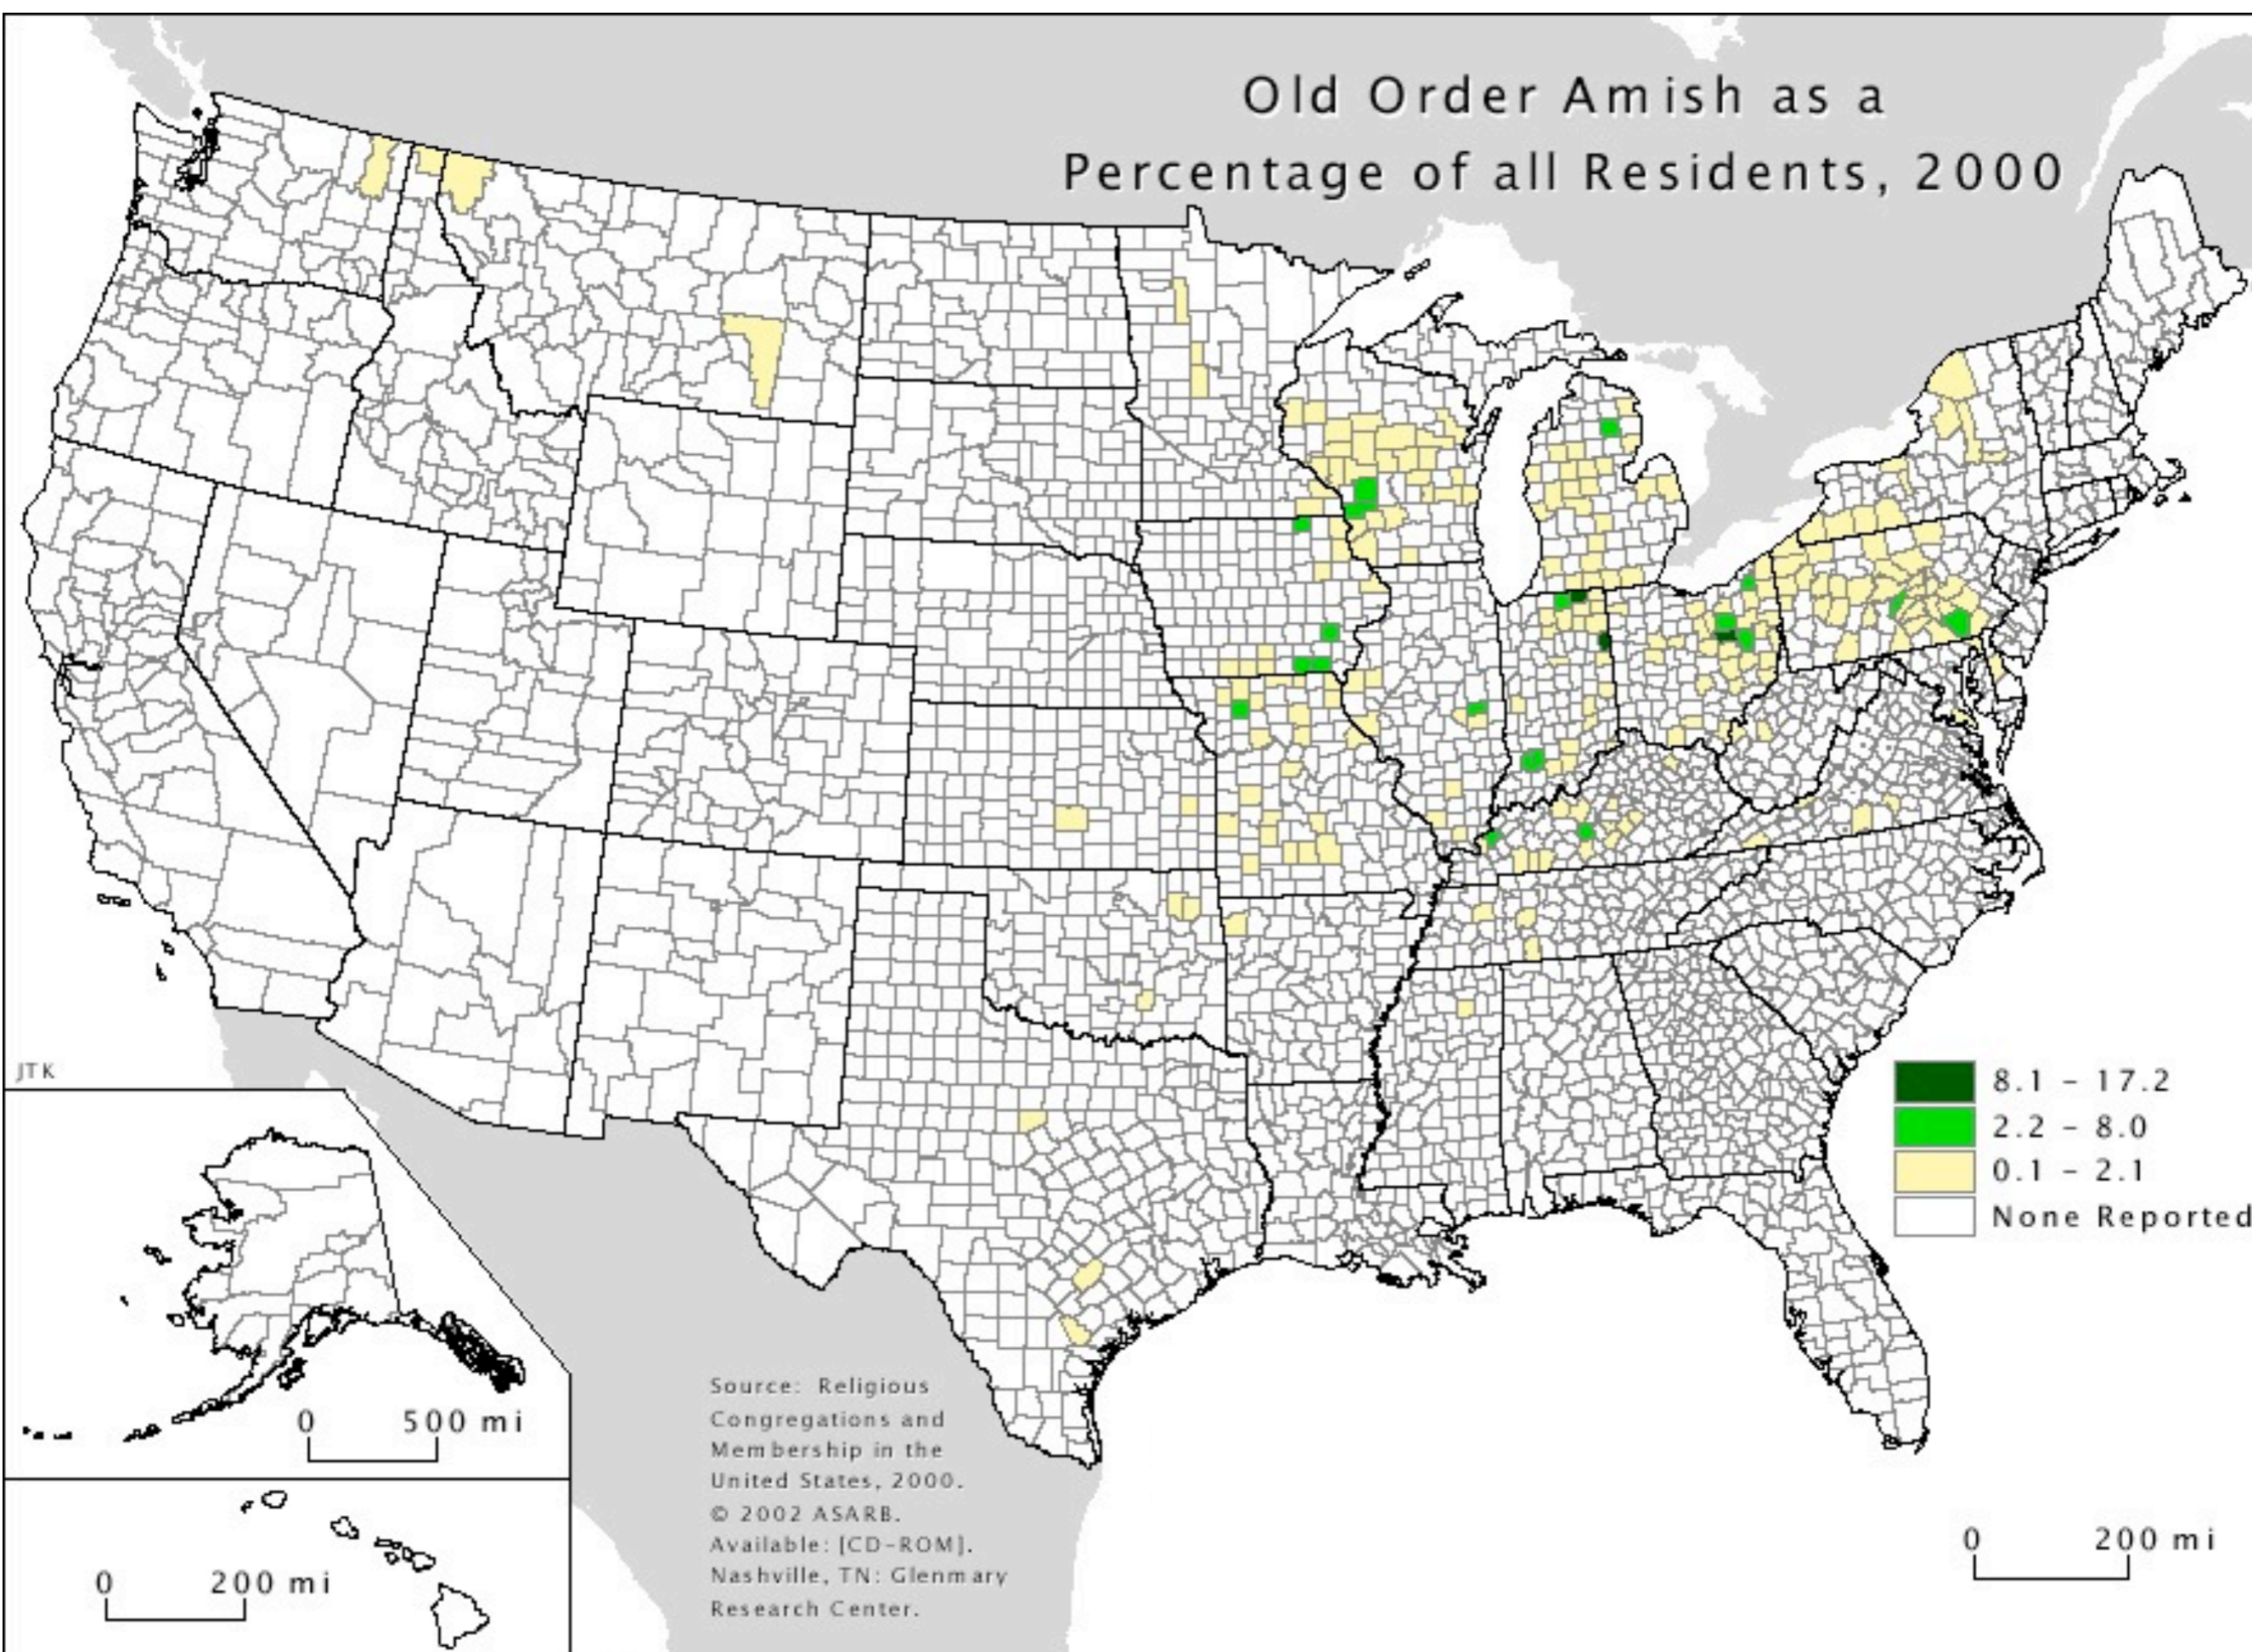 Old Order Amish as a
Percentage of all Residents, 2000
JTK
8.1 – 17.2
2.2 – 8.0
0.1 – 2.1
None Reported
0 500 mi
0 200 mi
Source: Religious
Congregations and
Membership in the
United States, 2000.
© 2002 ASARB.
Available: [CD-ROM].
Nashville, TN: Glenmary
Research Center.
0 200 mi